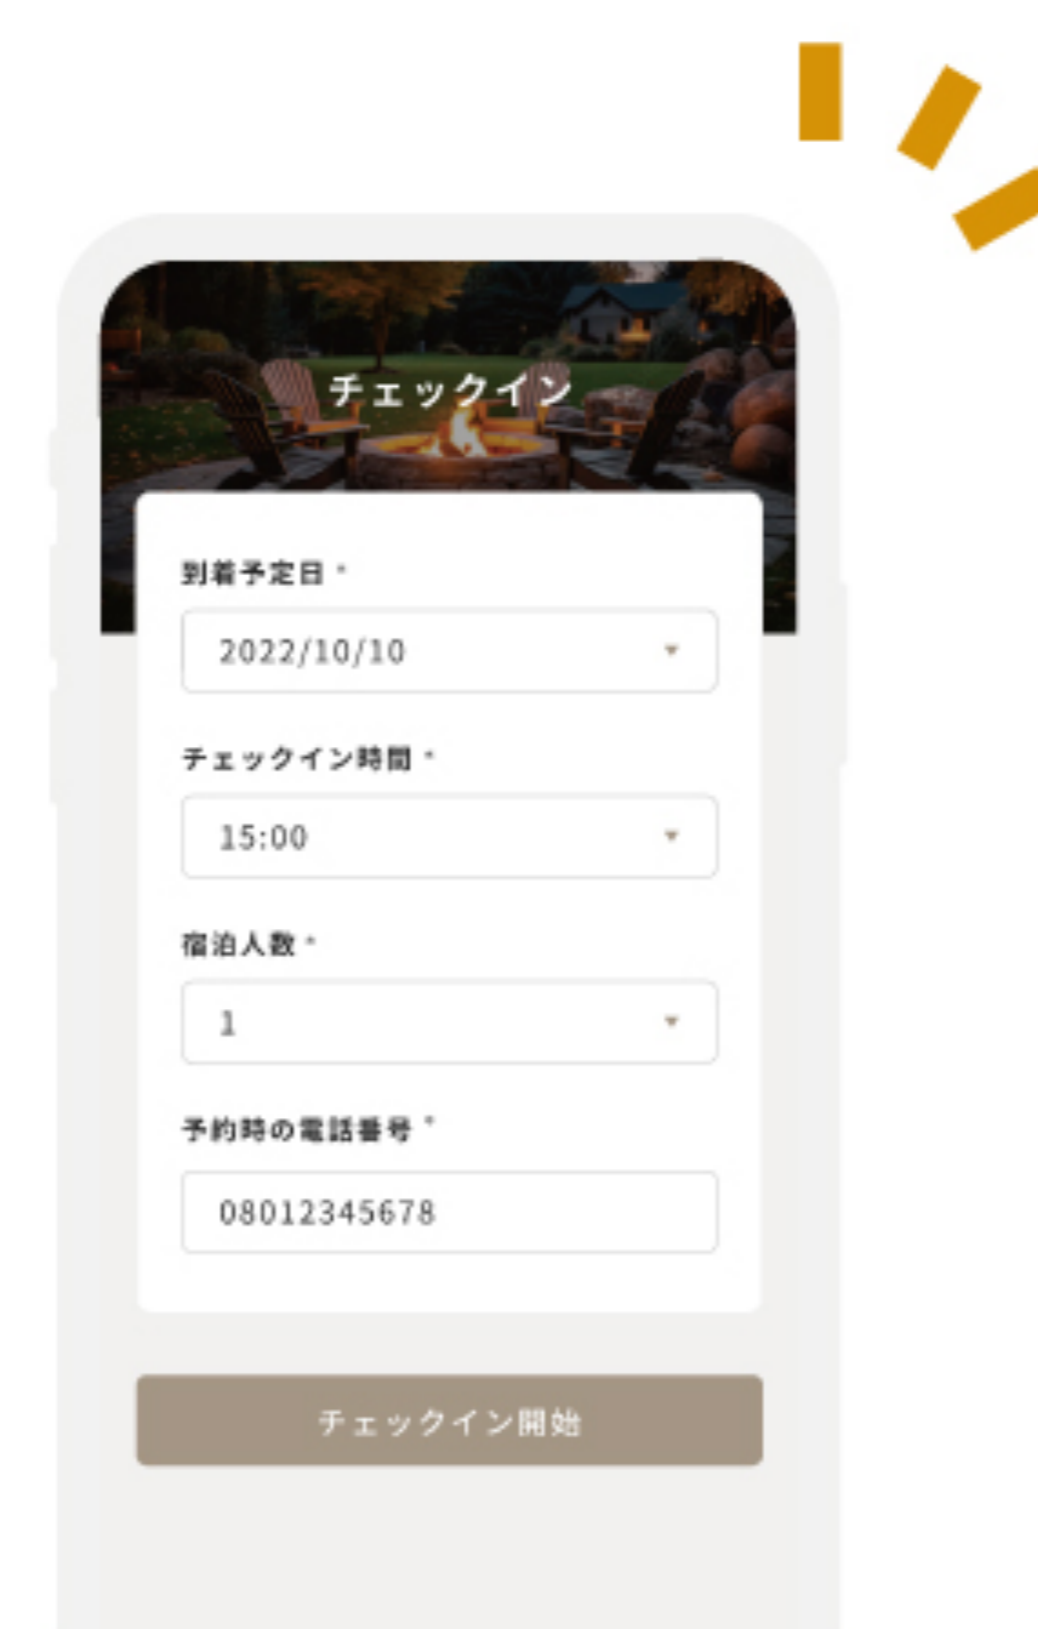 チェックイン
到着予定日 *
2022/10/10
チェックイン時間 *
15:00
宿泊人数 *
1
予約時の電話番号 *
08012345678
チェックイン開始